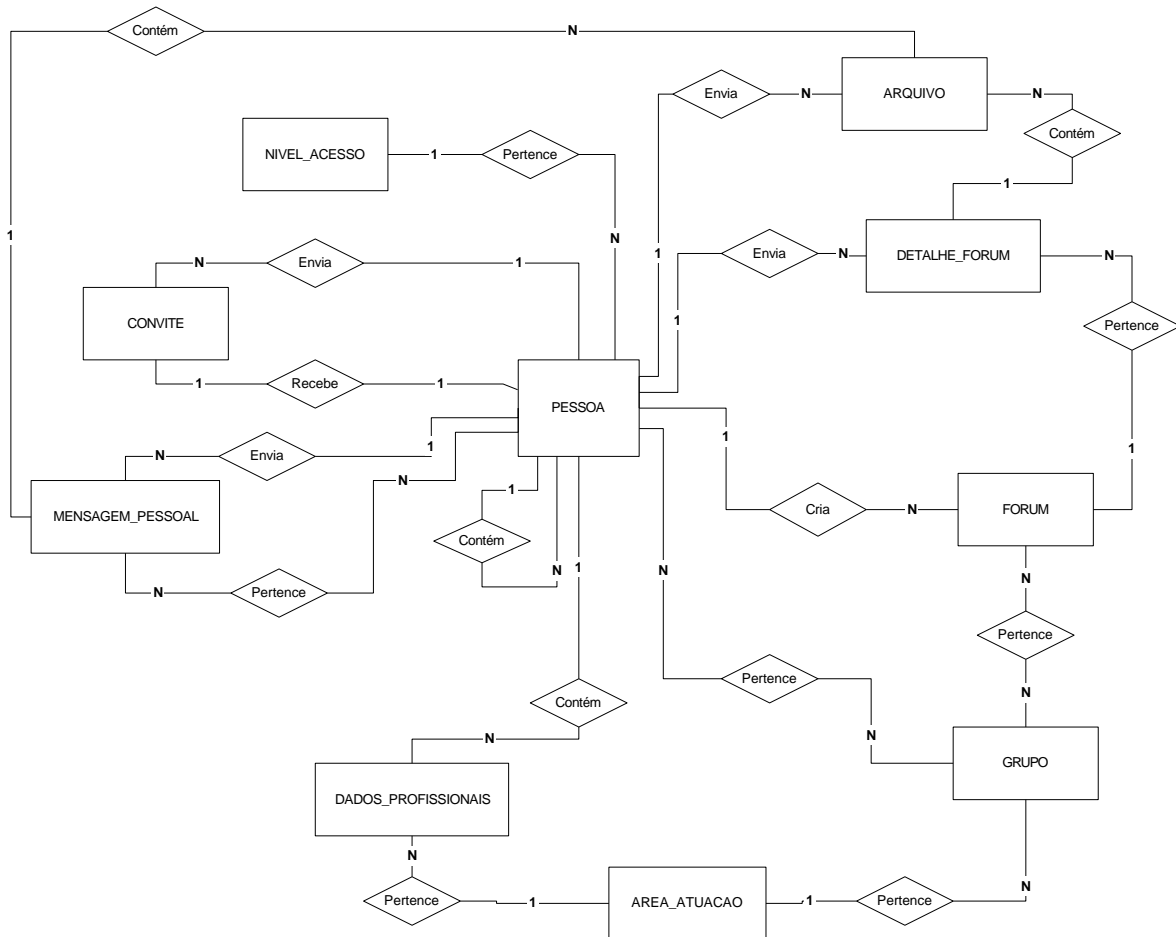 Contém
N
Envia
N
ARQUIVO
N
Contém
1
NIVEL_ACESSO
1
Pertence
N
1
1
Envia
N
DETALHE_FORUM
N
1
Pertence
1
N
Envia
1
CONVITE
1
Recebe
1
1
PESSOA
N
Envia
1
MENSAGEM_PESSOAL
N
N
Pertence
1
Contém
N
1
1
Cria
N
FORUM
N
Pertence
N
N
Pertence
N
GRUPO
Contém
N
DADOS_PROFISSIONAIS
N
Pertence
1
AREA_ATUACAO
1
Pertence
N